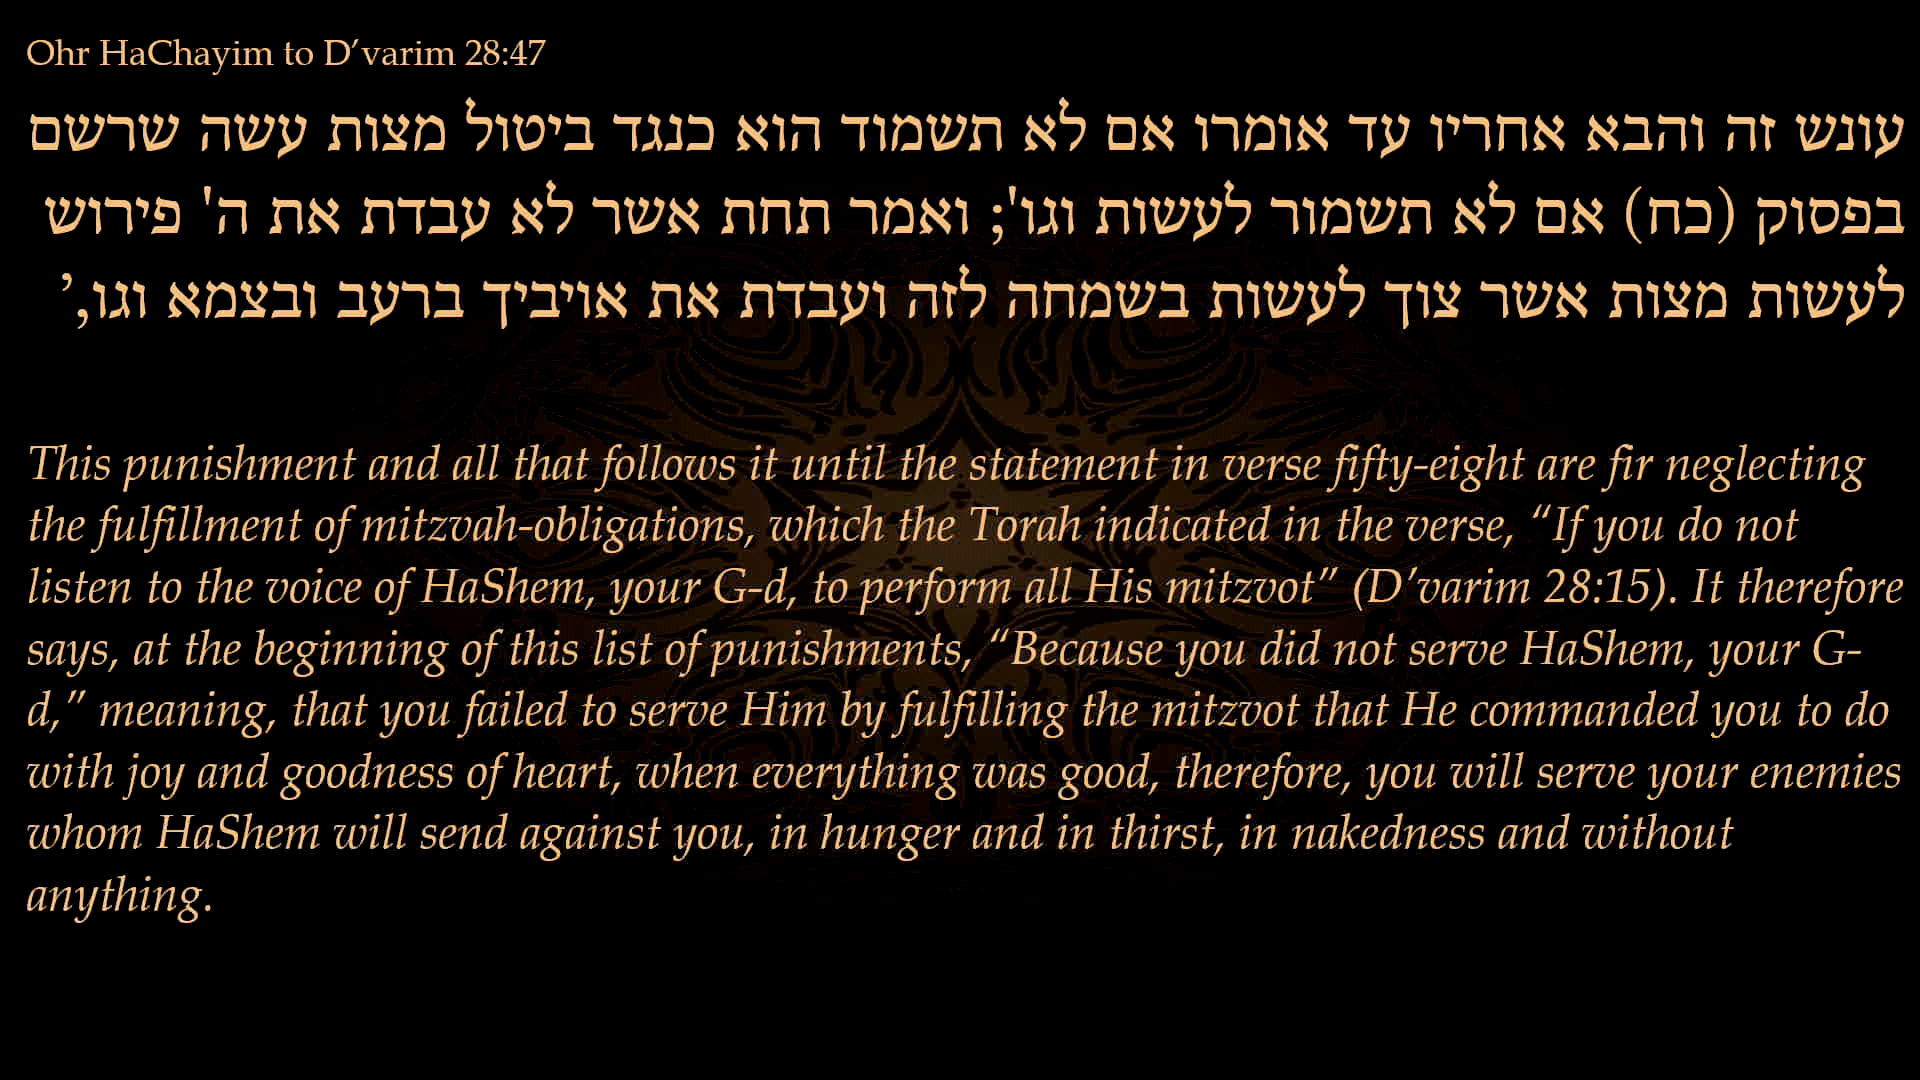 Ohr HaChayim to D’varim 28:47
עונש זה והבא אחריו עד אומרו אם לא תשמוד הוא כנגד ביטול מצות עשה שרשם
בפסוק (כח) אם לא תשמור לעשות וגו'; ואמר תחת אשר לא עבדת את ה' פירוש
לעשות מצות אשר צוך לעשות בשמחה לזה ועבדת את אויביך ברעב ובצמא וגו,’
This punishment and all that follows it until the statement in verse fifty-eight are fir neglecting
the fulfillment of mitzvah-obligations, which the Torah indicated in the verse, “If you do not
listen to the voice of HaShem, your G-d, to perform all His mitzvot” (D’varim 28:15). It therefore
says, at the beginning of this list of punishments, “Because you did not serve HaShem, your G-
d,” meaning, that you failed to serve Him by fulfilling the mitzvot that He commanded you to do
with joy and goodness of heart, when everything was good, therefore, you will serve your enemies
whom HaShem will send against you, in hunger and in thirst, in nakedness and without
anything.